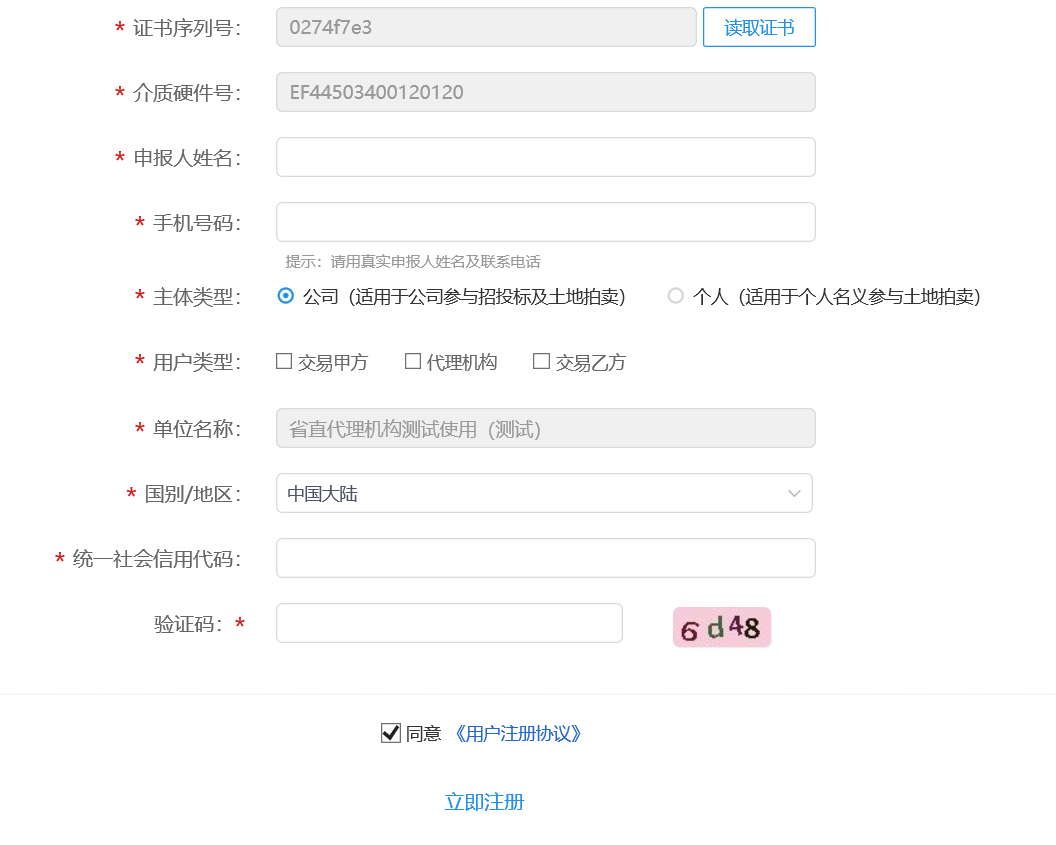 * 证书序列号： 0274f7e3 读取证书
* 介质硬件号： EF44503400120120
* 申报人姓名：
* 手机号码：
提示：请用真实申报人姓名及联系电话
* 主体类型： 公司（适用于公司参与招投标及土地拍卖） 个人（适用于个人名义参与土地拍卖）
* 用户类型： 交易甲方 代理机构 交易乙方
* 单位名称： 省直代理机构测试使用（测试）
* 国别/地区： 中国大陆
* 统一社会信用代码：
验证码：* 6d48
同意 《用户注册协议》
立即注册